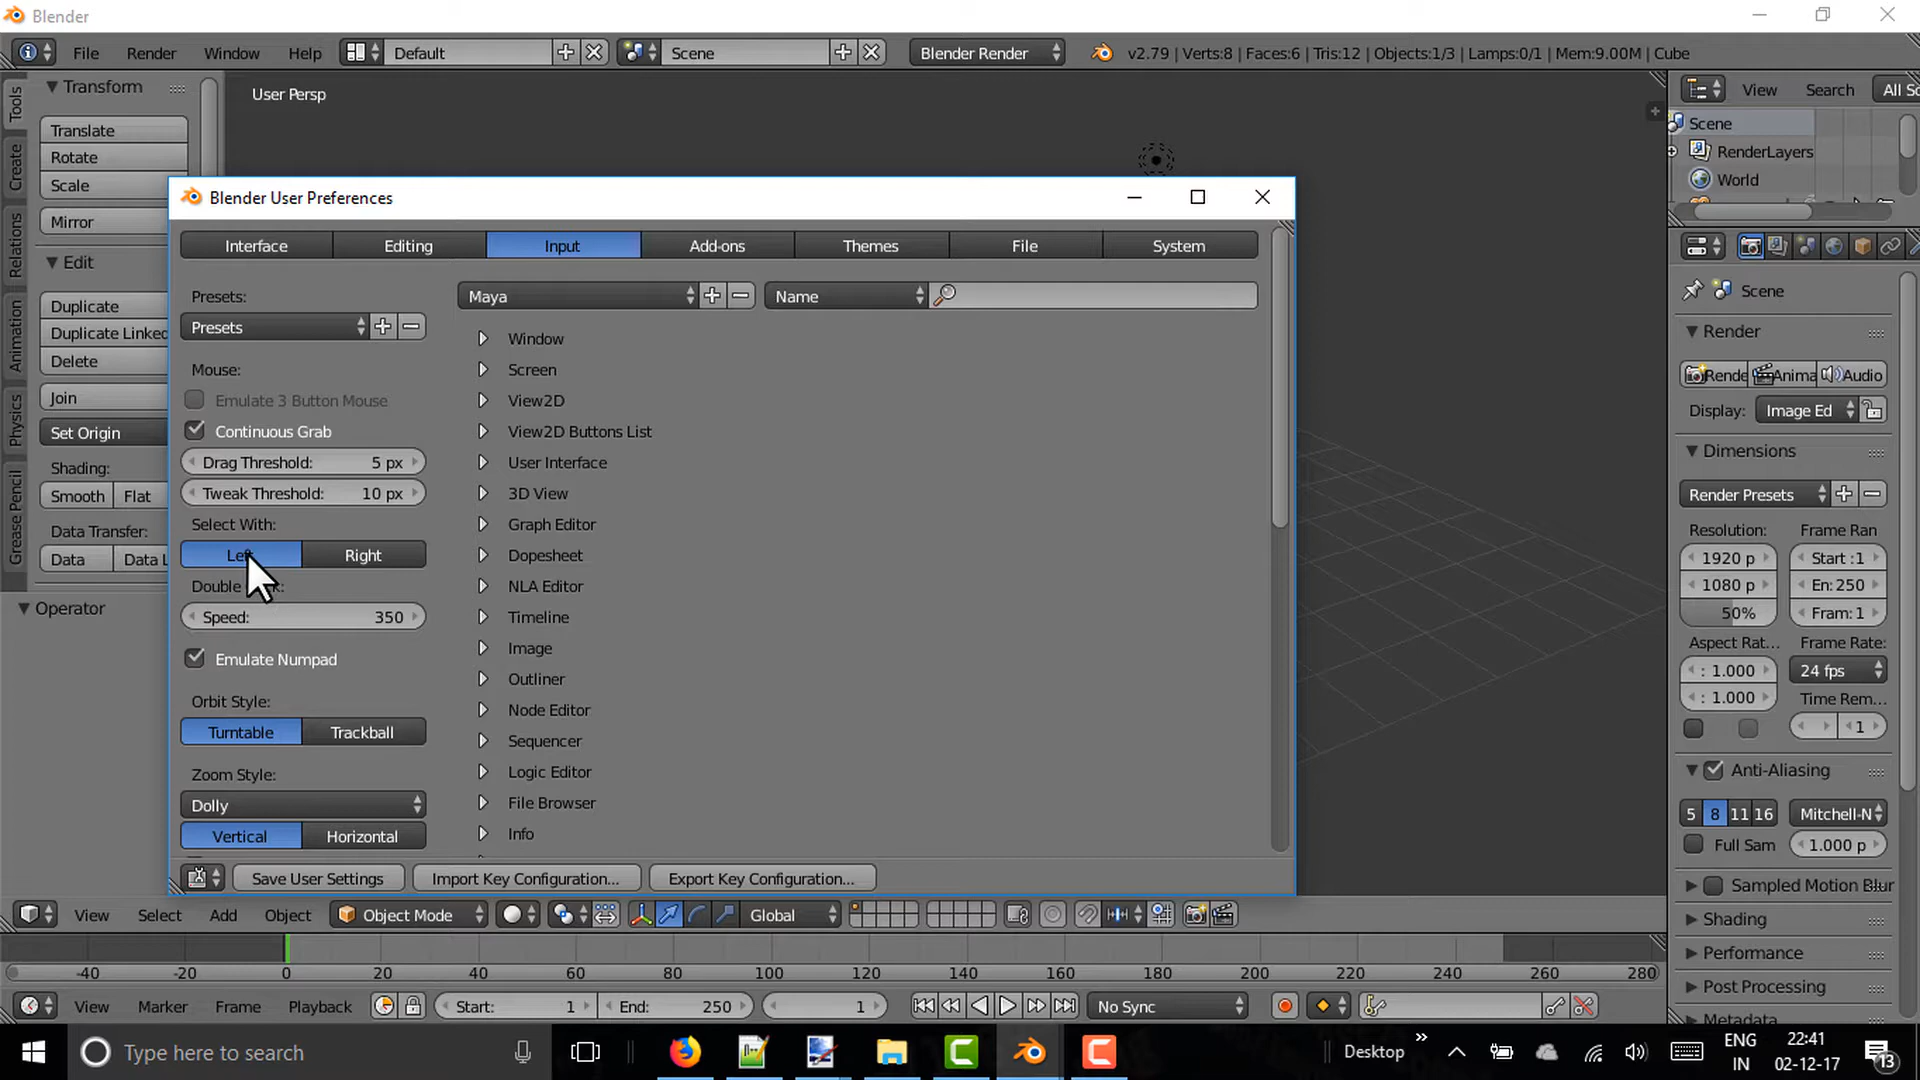 Blender
File Render Window Help Default Scene Blender Render v2.79 | Verts:8 | Faces:6 | Tris:12 | Objects:1/3 | Lamps:0/1 | Mem:9.00M | Cube
Tools
Create
Relations
Animation
Physics
Grease Pencil
Transform
Translate
Rotate
Scale
Mirror
Edit
Duplicate
Duplicate Linked
Delete
Join
Set Origin
Shading:
Smooth Flat
Data Transfer:
Data Data L
Operator
User Persp
Blender User Preferences
Interface Editing Input Add-ons Themes File System
Presets:
Presets
Mouse:
Emulate 3 Button Mouse
Continuous Grab
Drag Threshold: 5 px
Tweak Threshold: 10 px
Select With:
Right
Double :
Speed: 350
Emulate Numpad
Orbit Style:
Turntable Trackball
Zoom Style:
Dolly
Vertical Horizontal
Maya Name
Window
Screen
View2D
View2D Buttons List
User Interface
3D View
Graph Editor
Dopesheet
NLA Editor
Timeline
Image
Outliner
Node Editor
Sequencer
Logic Editor
File Browser
Info
Save User Settings Import Key Configuration... Export Key Configuration...
View Search All Sc
Scene
RenderLayers
World
Scene
Render
Rende Anima Audio
Display: Image Ed
Dimensions
Render Presets
Resolution: Frame Ran
1920 p Start :1
1080 p En: 250
50% Fram: 1
Aspect Rat... Frame Rate:
: 1.000 24 fps
: 1.000 Time Rem...
1
Anti-Aliasing
5 8 11 16 Mitchell-N
Full Sam 1.000 p
Sampled Motion Blur
Shading
Performance
Post Processing
Metadata
View Select Add Object Object Mode Global
-40 -20 0 20 40 60 80 100 120 140 160 180 200 220 240 260 280
View Marker Frame Playback Start: 1 End: 250 1 No Sync
Type here to search
Desktop
ENG
IN
22:41
02-12-17
13